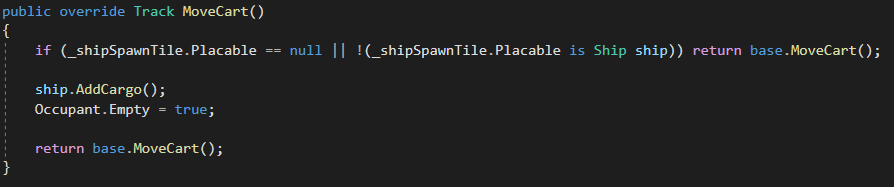 public override Track MoveCart()
{
if (_shipSpawnTile.Placable == null || !(_shipSpawnTile.Placable is Ship ship)) return base.MoveCart();
ship.AddCargo();
Occupant.Empty = true;
return base.MoveCart();
}